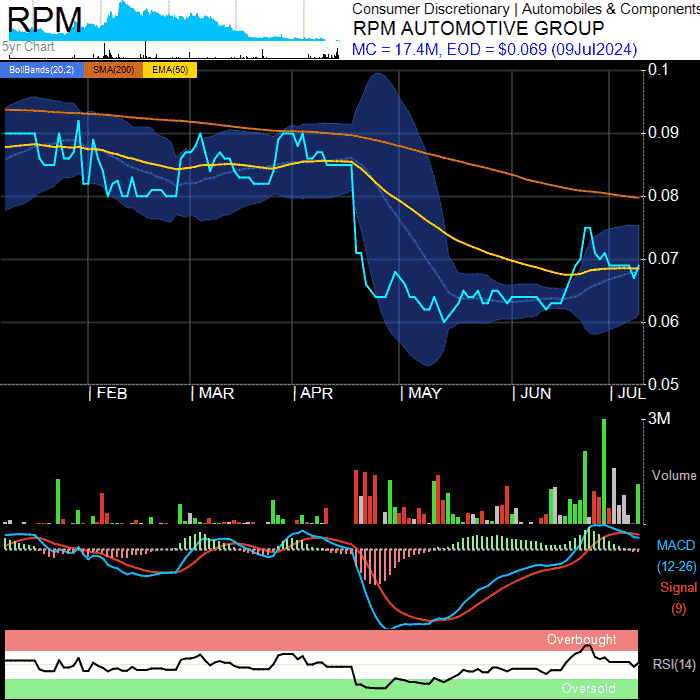 RPM
5yr Chart
Consumer Discretionary | Automobiles & Components
RPM AUTOMOTIVE GROUP
MC = 17.4M, EOD = $0.069 (09Jul2024)
BollBands(20,2) SMA(200) EMA(50)
0.1
0.09
0.08
0.07
0.06
0.05
| FEB | MAR | APR | MAY | JUN | JUL
3M
Volume
MACD
(12-26)
Signal
(9)
Overbought
RSI(14)
Oversold